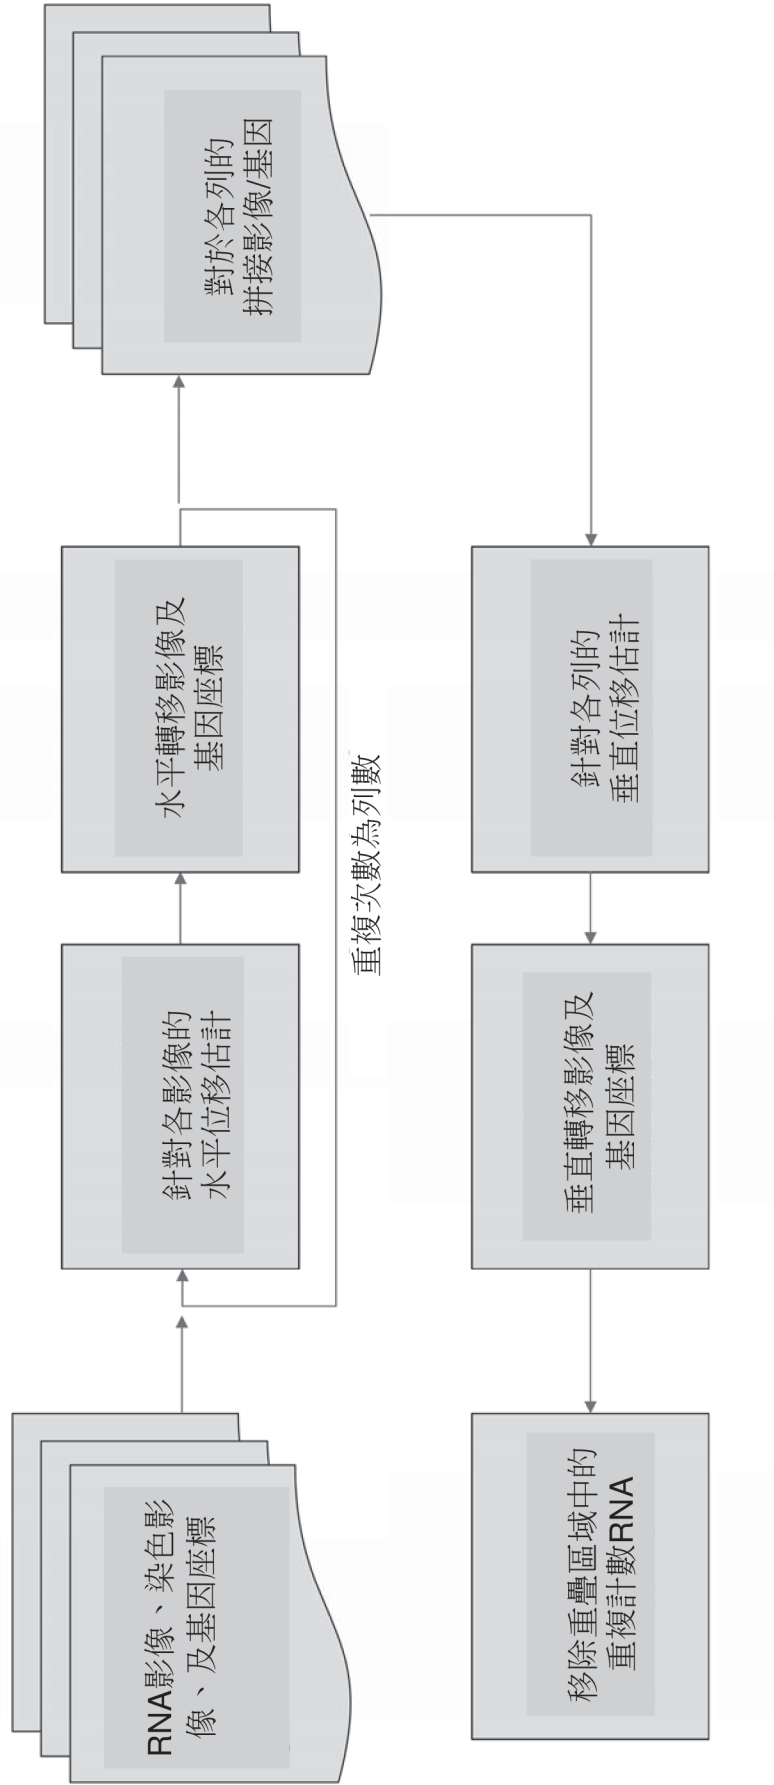 RNA影像、染色影
像、及基因座標
針對各影像的
水平位移估計
水平轉移影像及
基因座標
重複次數為列數
對於各列的
拼接影像/基因
針對各列的
垂直位移估計
垂直轉移影像及
基因座標
移除重疊區域中的
重複計數RNA